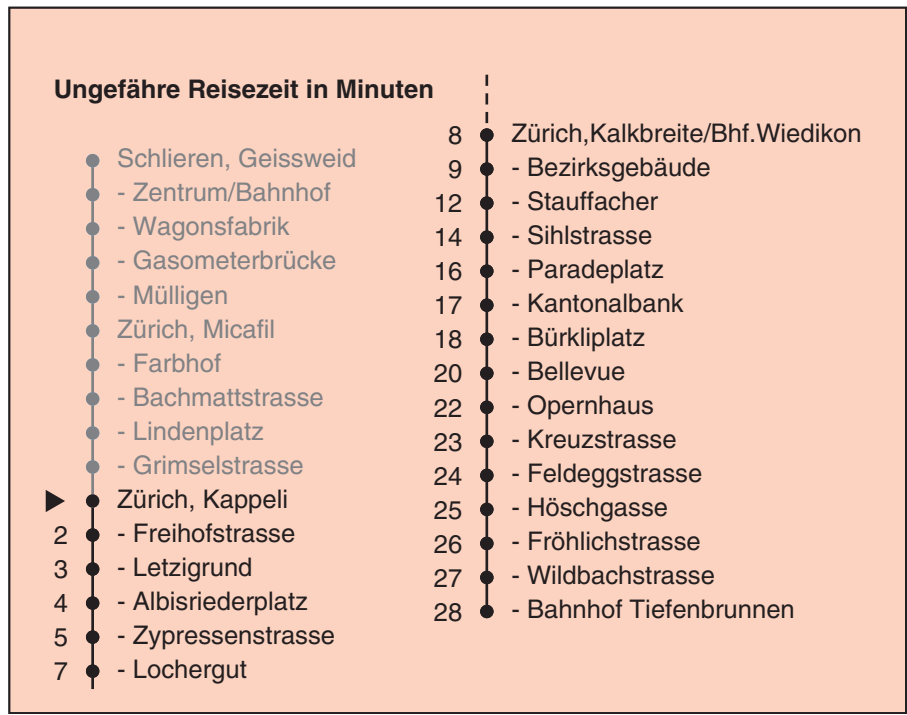 Ungefähre Reisezeit in Minuten
Schlieren, Geissweid
- Zentrum/Bahnhof
- Wagonsfabrik
- Gasometerbrücke
- Mülligen
Zürich, Micafil
- Farbhof
- Bachmattstrasse
- Lindenplatz
- Grimselstrasse
Zürich, Kappeli
2 - Freihofstrasse
3 - Letzigrund
4 - Albisriederplatz
5 - Zypressenstrasse
7 - Lochergut
8 Zürich,Kalkbreite/Bhf.Wiedikon
9 - Bezirksgebäude
12 - Stauffacher
14 - Sihlstrasse
16 - Paradeplatz
17 - Kantonalbank
18 - Bürkliplatz
20 - Bellevue
22 - Opernhaus
23 - Kreuzstrasse
24 - Feldeggstrasse
25 - Höschgasse
26 - Fröhlichstrasse
27 - Wildbachstrasse
28 - Bahnhof Tiefenbrunnen